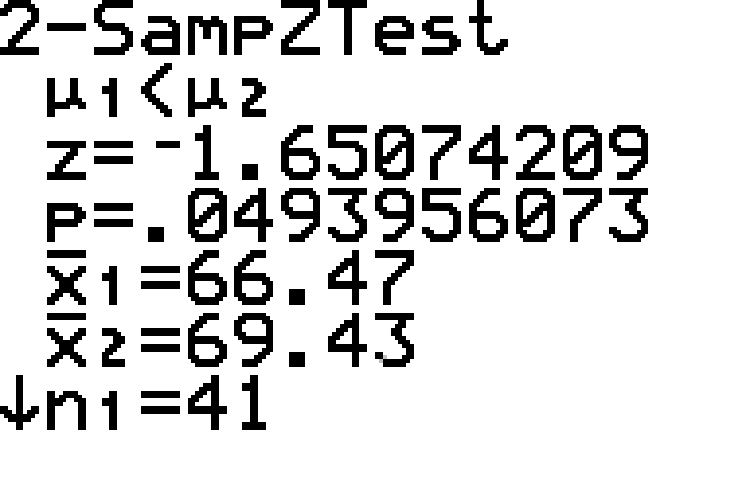 2-SampZTest
μ1<μ2
z=-1.65074209
p=.0493956073
x̄1=66.47
x̄2=69.43
↓n1=41